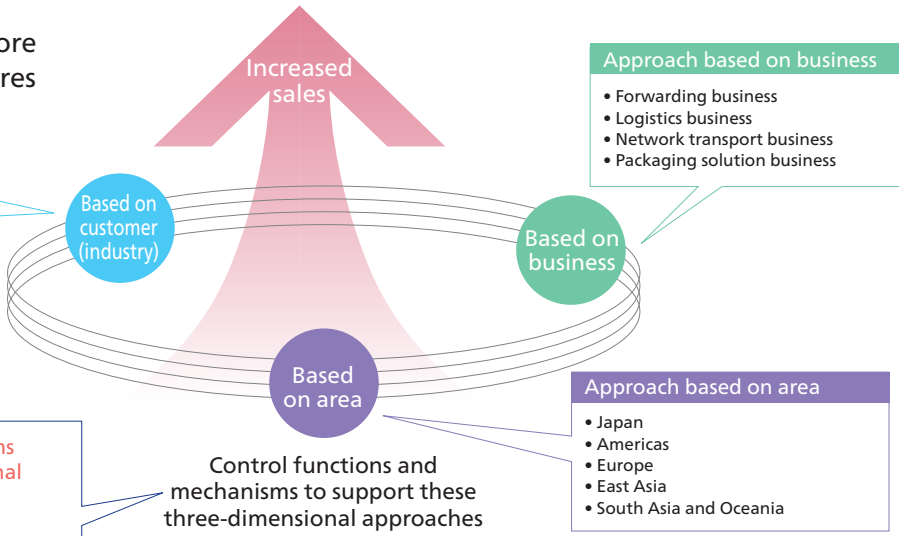 Increased
sales
Approach based on business
• Forwarding business
• Logistics business
• Network transport business
• Packaging solution business
Based on
customer
(industry)
Based on
business
Based
on area
Approach based on area
• Japan
• Americas
• Europe
• East Asia
• South Asia and Oceania
Control functions and
mechanisms to support these
three-dimensional approaches